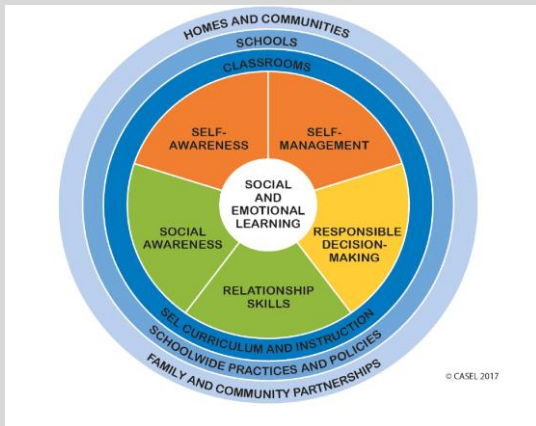 HOMES AND COMMUNITIES
SCHOOLS
CLASSROOMS
SELF-
AWARENESS
SELF-
MANAGEMENT
SOCIAL
AND
EMOTIONAL
LEARNING
SOCIAL
AWARENESS
RESPONSIBLE
DECISION-
MAKING
RELATIONSHIP
SKILLS
SEL CURRICULUM AND INSTRUCTION
SCHOOLWIDE PRACTICES AND POLICIES
FAMILY AND COMMUNITY PARTNERSHIPS
© CASEL 2017